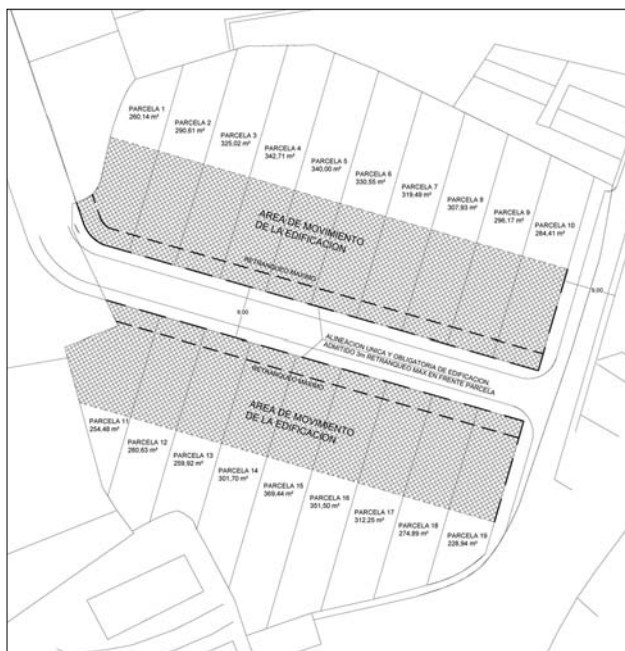 PARCELA 1
260,14 m²
PARCELA 2
290,61 m²
PARCELA 3
325,02 m²
PARCELA 4
342,71 m²
PARCELA 5
340,00 m²
PARCELA 6
330,55 m²
PARCELA 7
319,49 m²
PARCELA 8
307,93 m²
PARCELA 9
296,17 m²
PARCELA 10
284,41 m²
AREA DE MOVIMIENTO
DE LA EDIFICACION
RETRANQUEO MAXIMO
9,00
ALINEACION UNICA Y OBLIGATORIA DE EDIFICACION.
ADMITIDO 3m RETRANQUEO MAX EN FRENTE PARCELA
RETRANQUEO MAXIMO
AREA DE MOVIMIENTO
DE LA EDIFICACION
PARCELA 11
254,48 m²
PARCELA 12
280,63 m²
PARCELA 13
259,92 m²
PARCELA 14
301,70 m²
PARCELA 15
369,44 m²
PARCELA 16
351,50 m²
PARCELA 17
312,25 m²
PARCELA 18
274,89 m²
PARCELA 19
228,94 m²